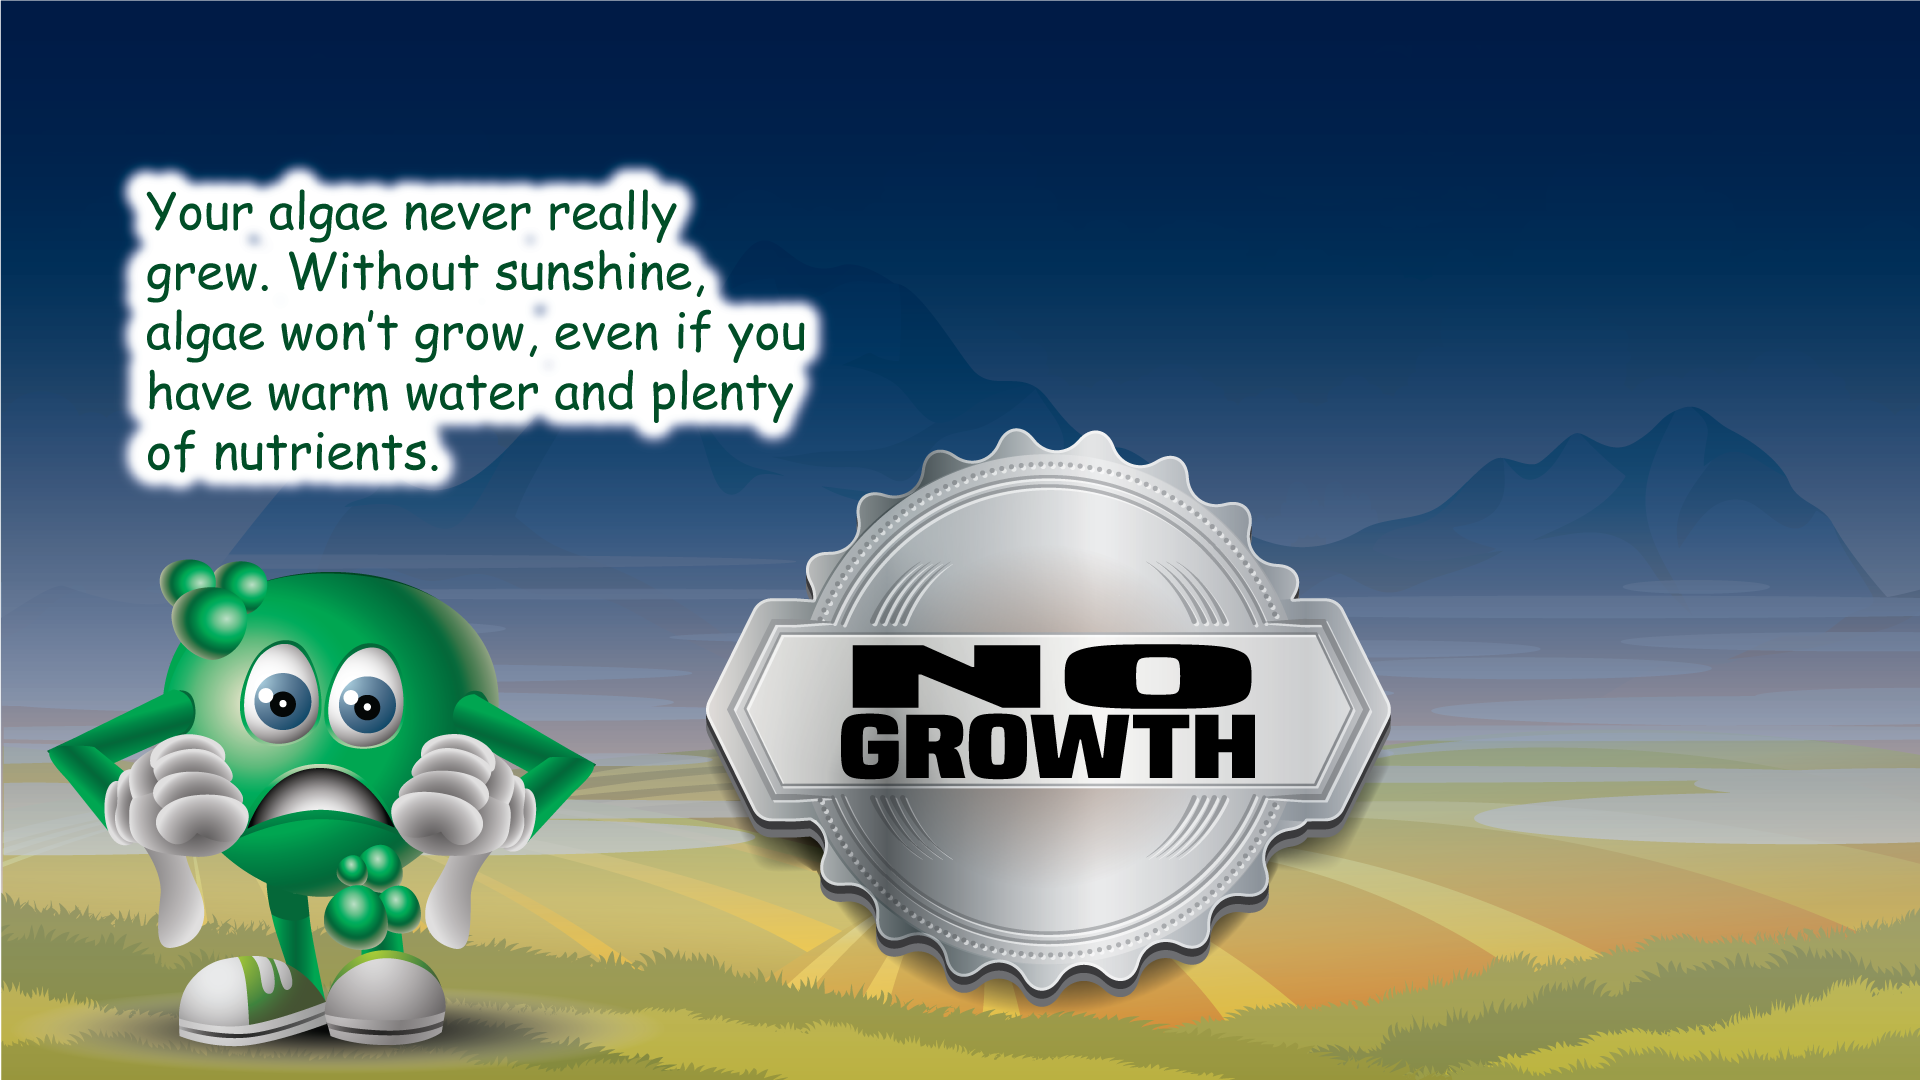 Your algae never really
grew. Without sunshine,
algae won’t grow, even if you
have warm water and plenty
of nutrients.
NO
GROWTH